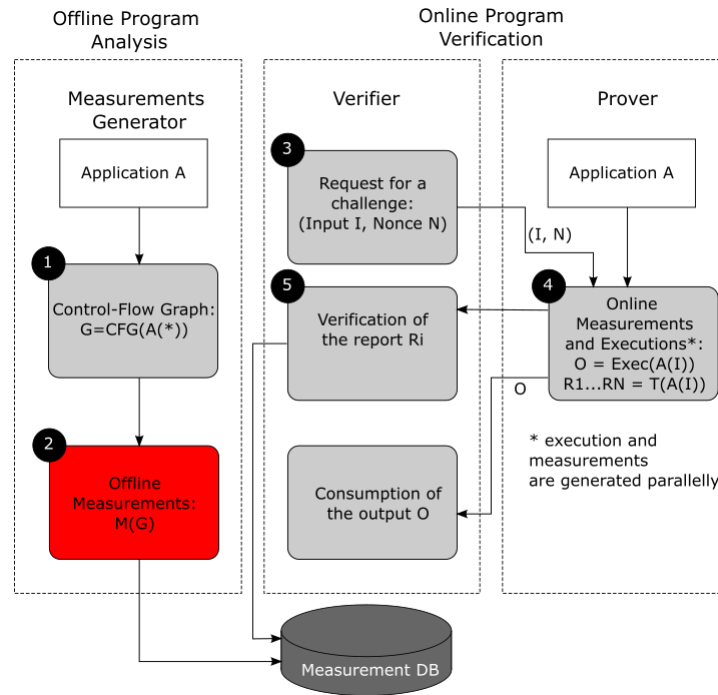 Offline Program
Analysis
Online Program
Verification
Measurements
Generator
Application A
1
Control-Flow Graph:
G=CFG(A(*))
2
Offline
Measurements:
M(G)
Verifier
3
Request for a
challenge:
(Input I, Nonce N)
(I, N)
5
Verification of
the report Ri
O
Consumption of
the output O
Prover
Application A
4
Online
Measurements
and Executions*:
O = Exec(A(I))
R1...RN = T(A(I))
* execution and
measurements
are generated parallelly
Measurement DB